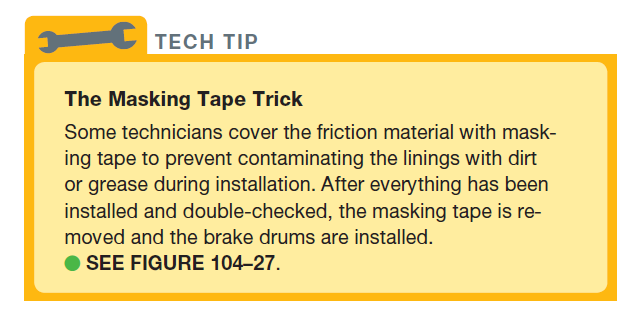 TECH TIP
The Masking Tape Trick
Some technicians cover the friction material with mask-
ing tape to prevent contaminating the linings with dirt
or grease during installation. After everything has been
installed and double-checked, the masking tape is re-
moved and the brake drums are installed.
SEE FIGURE 104–27.